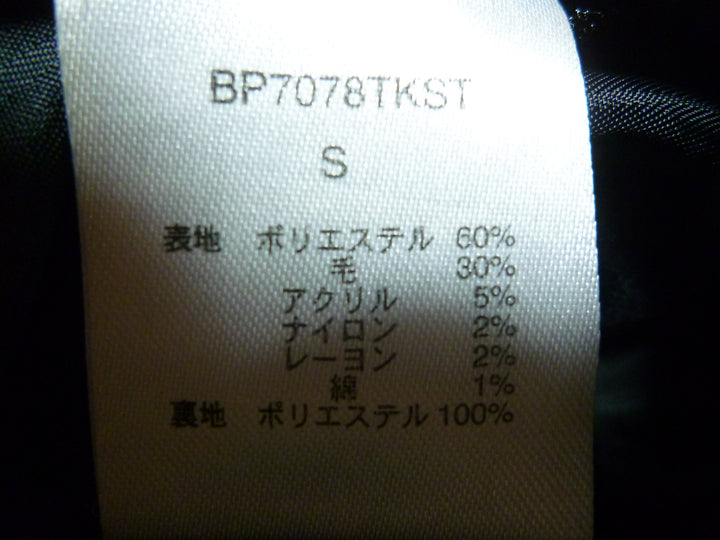 BP7078TKST
S
表地 ポリエステル 60%
毛 30%
アクリル 5%
ナイロン 2%
レーヨン 2%
綿 1%
裏地 ポリエステル 100%